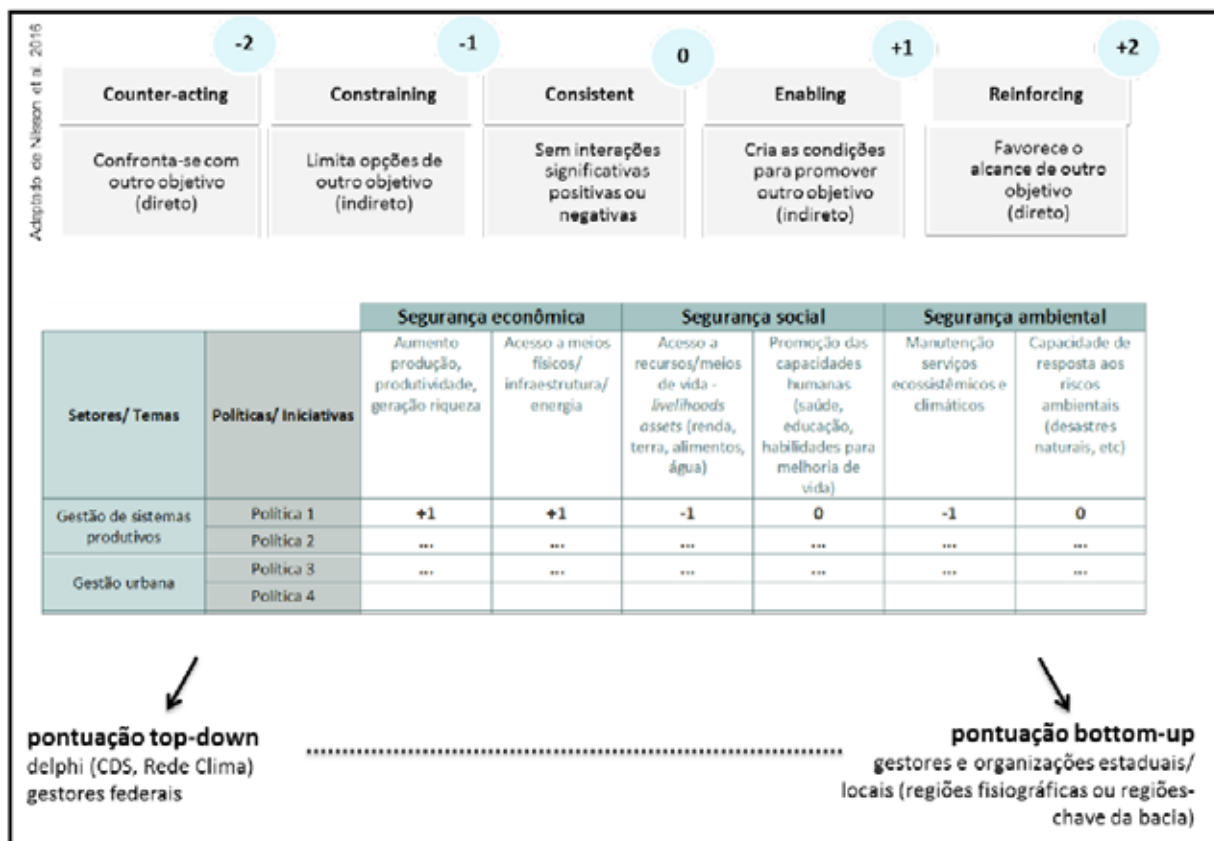 Adaptado de Nilsson et al. 2016
-2
-1
0
+1
+2
Counter-acting
Constraining
Consistent
Enabling
Reinforcing
Confronta-se com
outro objetivo
(direto)
Limita opções de
outro objetivo
(indireto)
Sem interações
significativas
positivas ou
negativas
Cria as condições
para promover
outro objetivo
(indireto)
Favorece o
alcance de outro
objetivo
(direto)
Segurança econômica
Segurança social
Segurança ambiental
Setores/ Temas
Políticas/ Iniciativas
Aumento
produção,
produtividade,
geração riqueza
Acesso a meios
físicos/
infraestrutura/
energia
Acesso a
recursos/meios
de vida -
livelihoods
assets (renda,
terra, alimentos,
água)
Promoção das
capacidades
humanas
(saúde,
educação,
habilidades para
melhoria de
vida)
Manutenção
serviços
ecossistêmicos e
climáticos
Capacidade de
resposta aos
riscos
ambientais
(desastres
naturais, etc)
Gestão de sistemas
produtivos
Política 1
+1
+1
-1
0
-1
0
Política 2
...
...
...
...
...
...
Gestão urbana
Política 3
...
...
...
...
...
...
Política 4
pontuação top-down
delphi (CDS, Rede Clima)
gestores federais
pontuação bottom-up
gestores e organizações estaduais/
locais (regiões fisiográficas ou regiões-
chave da bacia)